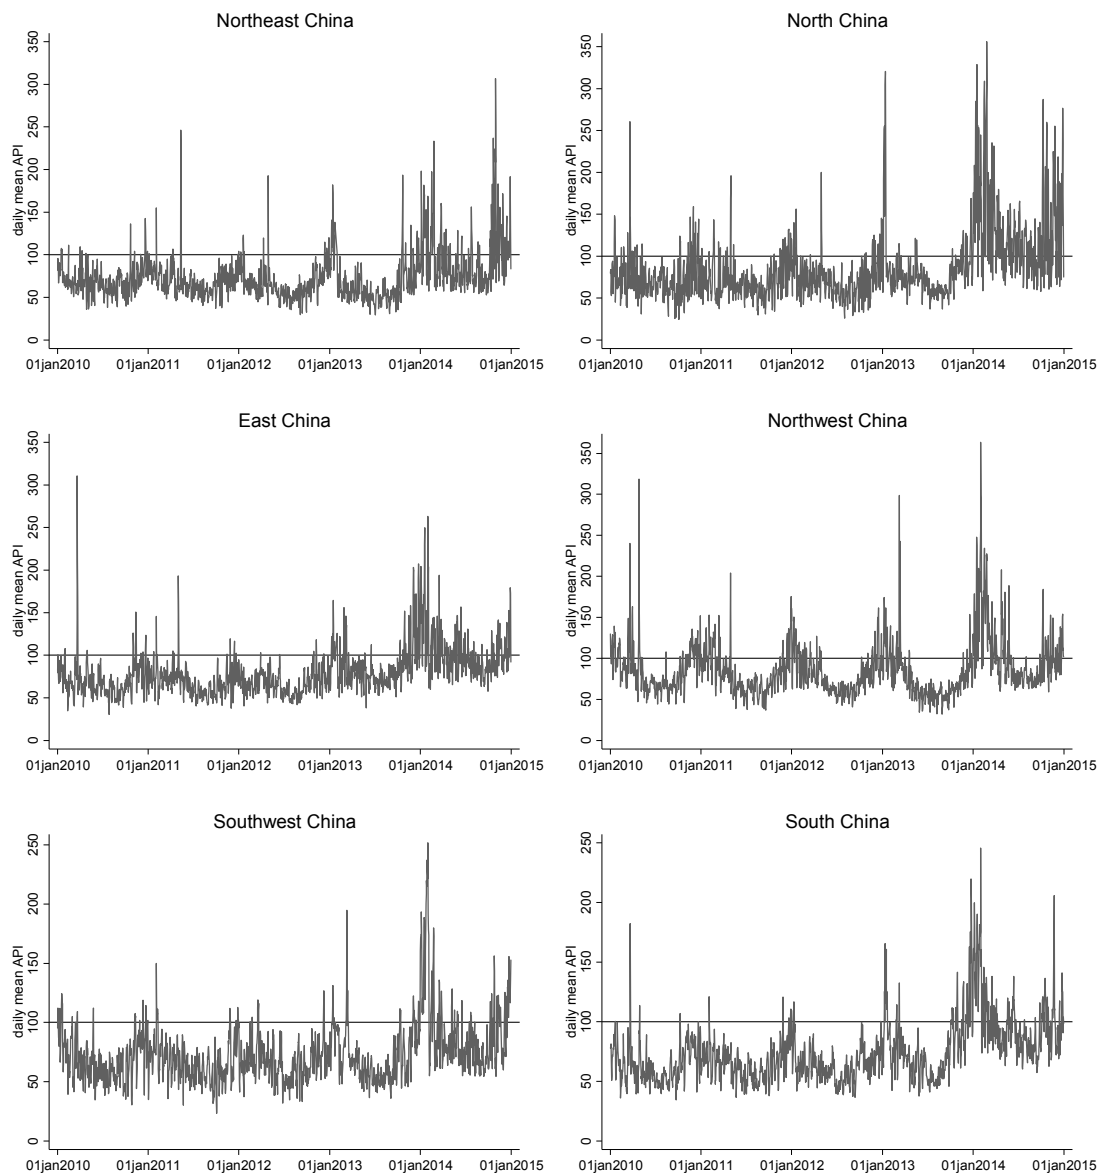 Northeast China
daily mean API
350
300
250
200
150
100
50
0
01jan2010 01jan2011 01jan2012 01jan2013 01jan2014 01jan2015
North China
daily mean API
350
300
250
200
150
100
50
0
01jan2010 01jan2011 01jan2012 01jan2013 01jan2014 01jan2015
East China
daily mean API
350
300
250
200
150
100
50
0
01jan2010 01jan2011 01jan2012 01jan2013 01jan2014 01jan2015
Northwest China
daily mean API
350
300
250
200
150
100
50
0
01jan2010 01jan2011 01jan2012 01jan2013 01jan2014 01jan2015
Southwest China
daily mean API
250
200
150
100
50
0
01jan2010 01jan2011 01jan2012 01jan2013 01jan2014 01jan2015
South China
daily mean API
250
200
150
100
50
0
01jan2010 01jan2011 01jan2012 01jan2013 01jan2014 01jan2015